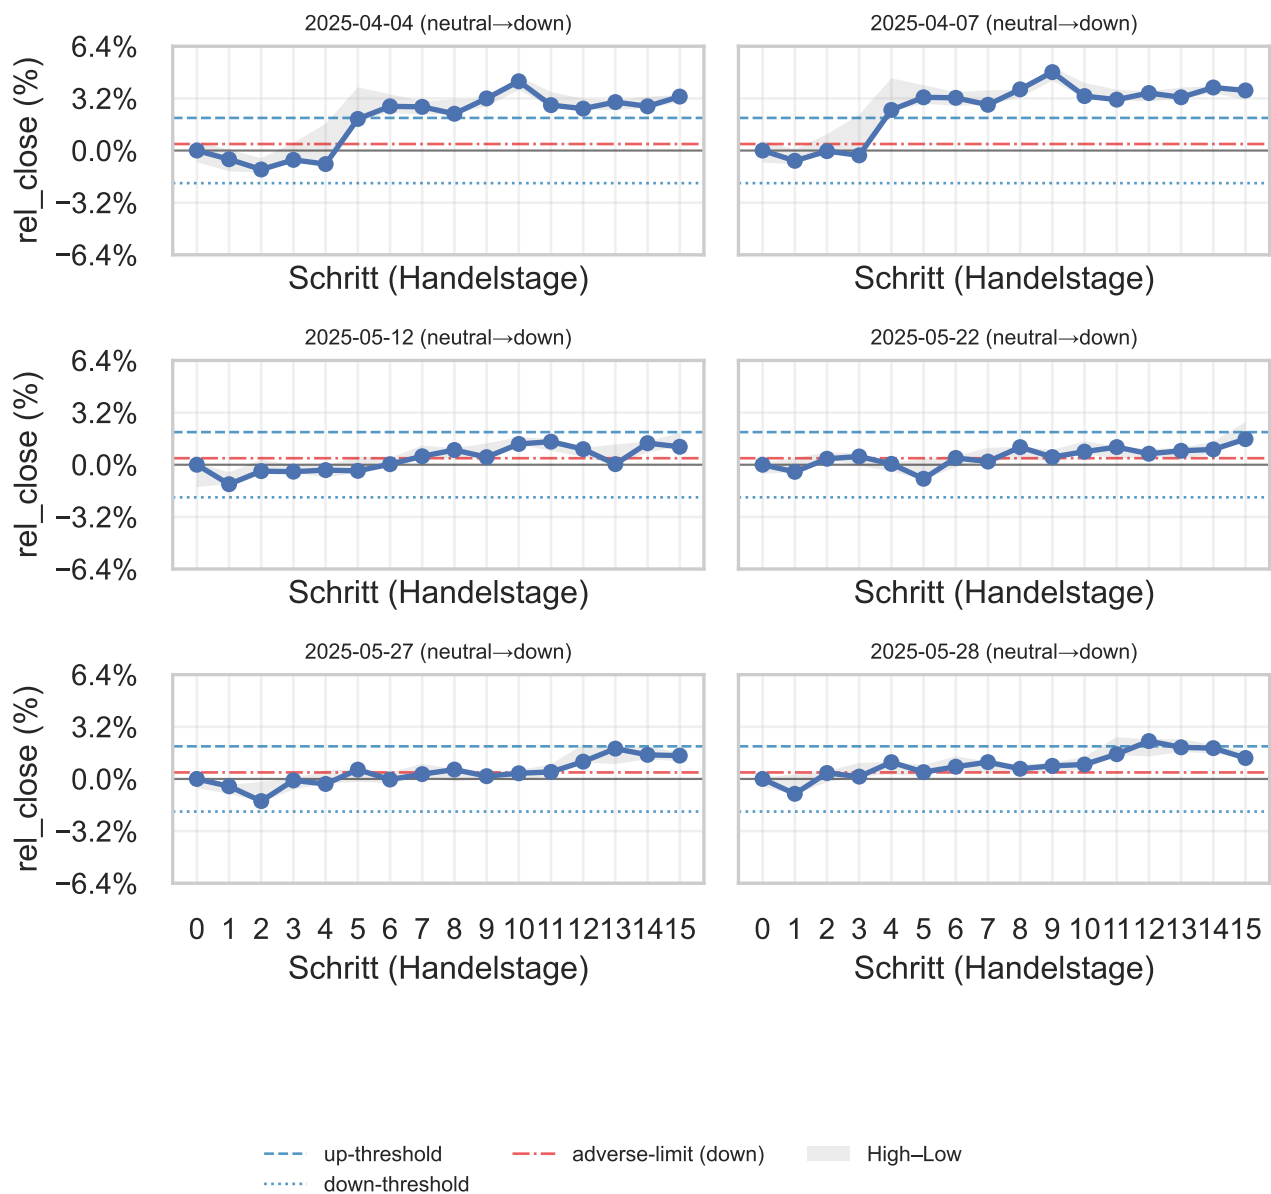 2025-04-04 (neutral→down)
2025-04-07 (neutral→down)
6.4%
3.2%
0.0%
−3.2%
−6.4%
rel_close (%)
Schritt (Handelstage)
Schritt (Handelstage)
2025-05-12 (neutral→down)
2025-05-22 (neutral→down)
6.4%
3.2%
0.0%
−3.2%
−6.4%
rel_close (%)
Schritt (Handelstage)
Schritt (Handelstage)
2025-05-27 (neutral→down)
2025-05-28 (neutral→down)
6.4%
3.2%
0.0%
−3.2%
−6.4%
rel_close (%)
0 1 2 3 4 5 6 7 8 9 10 11 12 13 14 15
0 1 2 3 4 5 6 7 8 9 10 11 12 13 14 15
Schritt (Handelstage)
Schritt (Handelstage)
up-threshold
adverse-limit (down)
High–Low
down-threshold